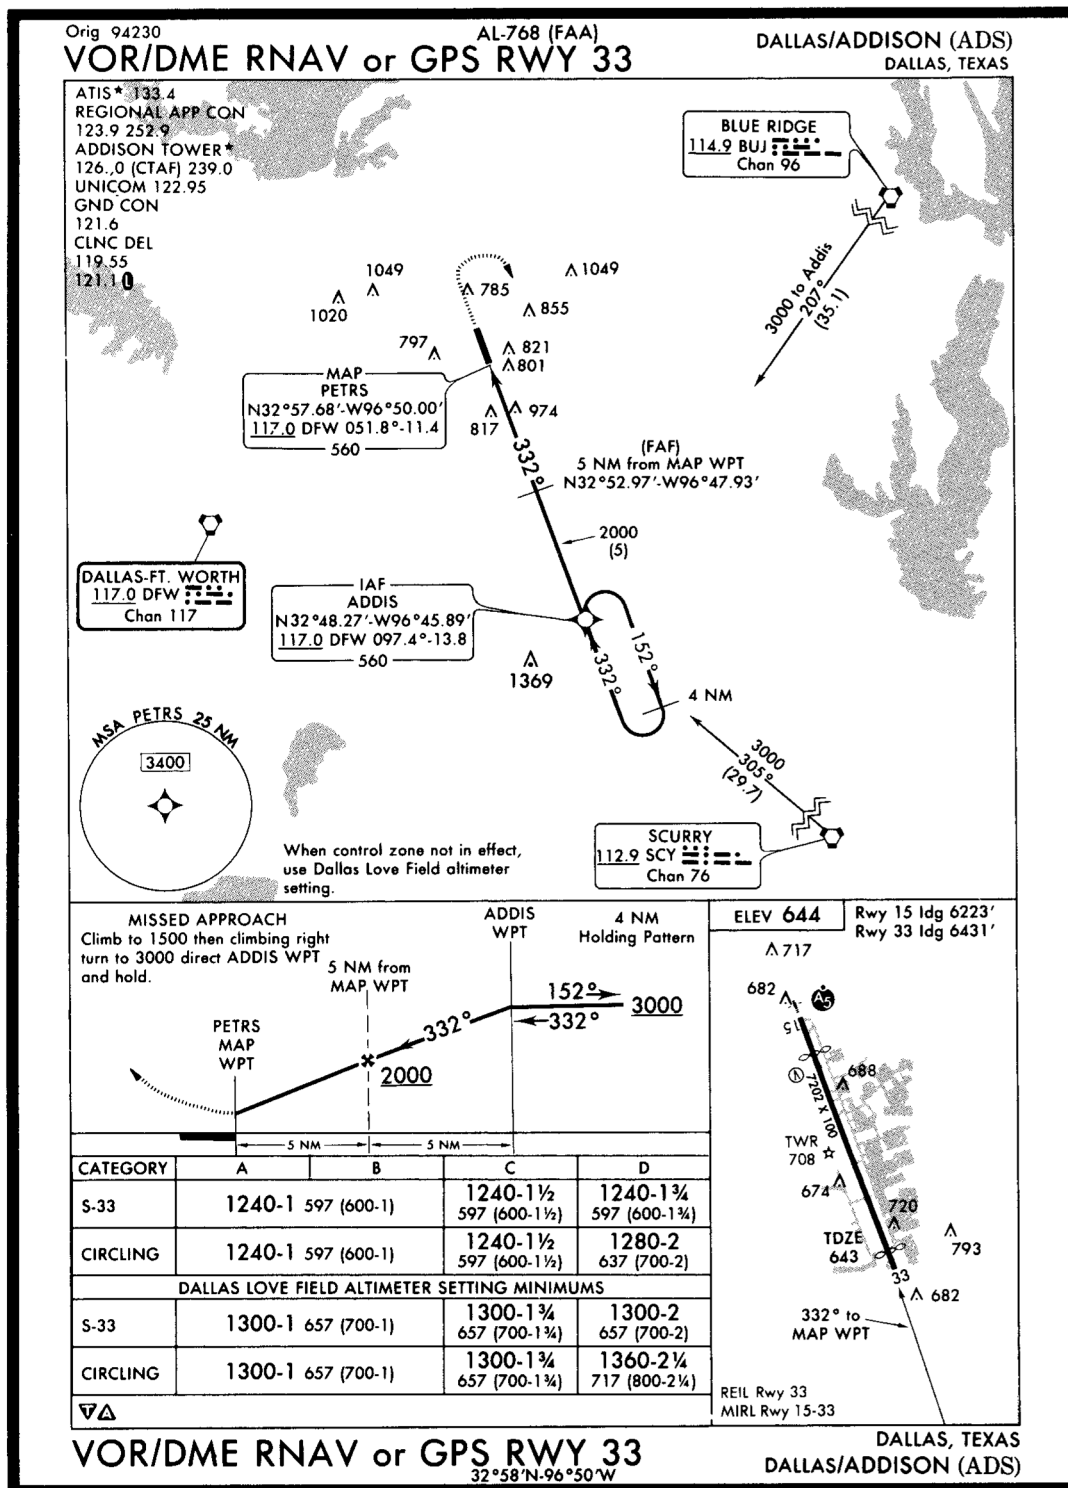 Orig 94230
AL-768 (FAA)
VOR/DME RNAV or GPS RWY 33
DALLAS/ADDISON (ADS)
DALLAS, TEXAS
ATIS★ 133.4
REGIONAL APP CON
123.9 252.9
ADDISON TOWER★
126.,0 (CTAF) 239.0
UNICOM 122.95
GND CON
121.6
CLNC DEL
119.55
121.1 L
BLUE RIDGE
114.9 BUJ
Chan 96
3000 to Addis
207°
(35.1)
1049
1020
785
1049
855
797
821
801
MAP
PETRS
N32°57.68'-W96°50.00'
117.0 DFW 051.8°-11.4
560
817
974
332°
(FAF)
5 NM from MAP WPT
N32°52.97'-W96°47.93'
2000
(5)
DALLAS-FT. WORTH
117.0 DFW
Chan 117
IAF
ADDIS
N32°48.27'-W96°45.89'
117.0 DFW 097.4°-13.8
560
1369
332°
152°
4 NM
3000
305°
(29.7)
MSA PETRS 25 NM
3400
SCURRY
112.9 SCY
Chan 76
When control zone not in effect,
use Dallas Love Field altimeter
setting.
MISSED APPROACH
Climb to 1500 then climbing right
turn to 3000 direct ADDIS WPT
and hold.
ADDIS
WPT
4 NM
Holding Pattern
5 NM from
MAP WPT
PETRS
MAP
WPT
332°
152°
332°
3000
2000
5 NM
5 NM
CATEGORY A B C D
S-33 1240-1 597 (600-1) 1240-1½ 597 (600-1½) 1240-1¾ 597 (600-1¾)
CIRCLING 1240-1 597 (600-1) 1240-1½ 597 (600-1½) 1280-2 637 (700-2)
DALLAS LOVE FIELD ALTIMETER SETTING MINIMUMS
S-33 1300-1 657 (700-1) 1300-1¾ 657 (700-1¾) 1300-2 657 (700-2)
CIRCLING 1300-1 657 (700-1) 1300-1¾ 657 (700-1¾) 1360-2¼ 717 (800-2¼)
T A
ELEV 644
Rwy 15 ldg 6223'
Rwy 33 ldg 6431'
717
682
A5
15
688
7202 X 100
TWR
708
674
720
TDZE
643
793
33
682
332° to
MAP WPT
REIL Rwy 33
MIRL Rwy 15-33
VOR/DME RNAV or GPS RWY 33
32°58'N-96°50'W
DALLAS, TEXAS
DALLAS/ADDISON (ADS)